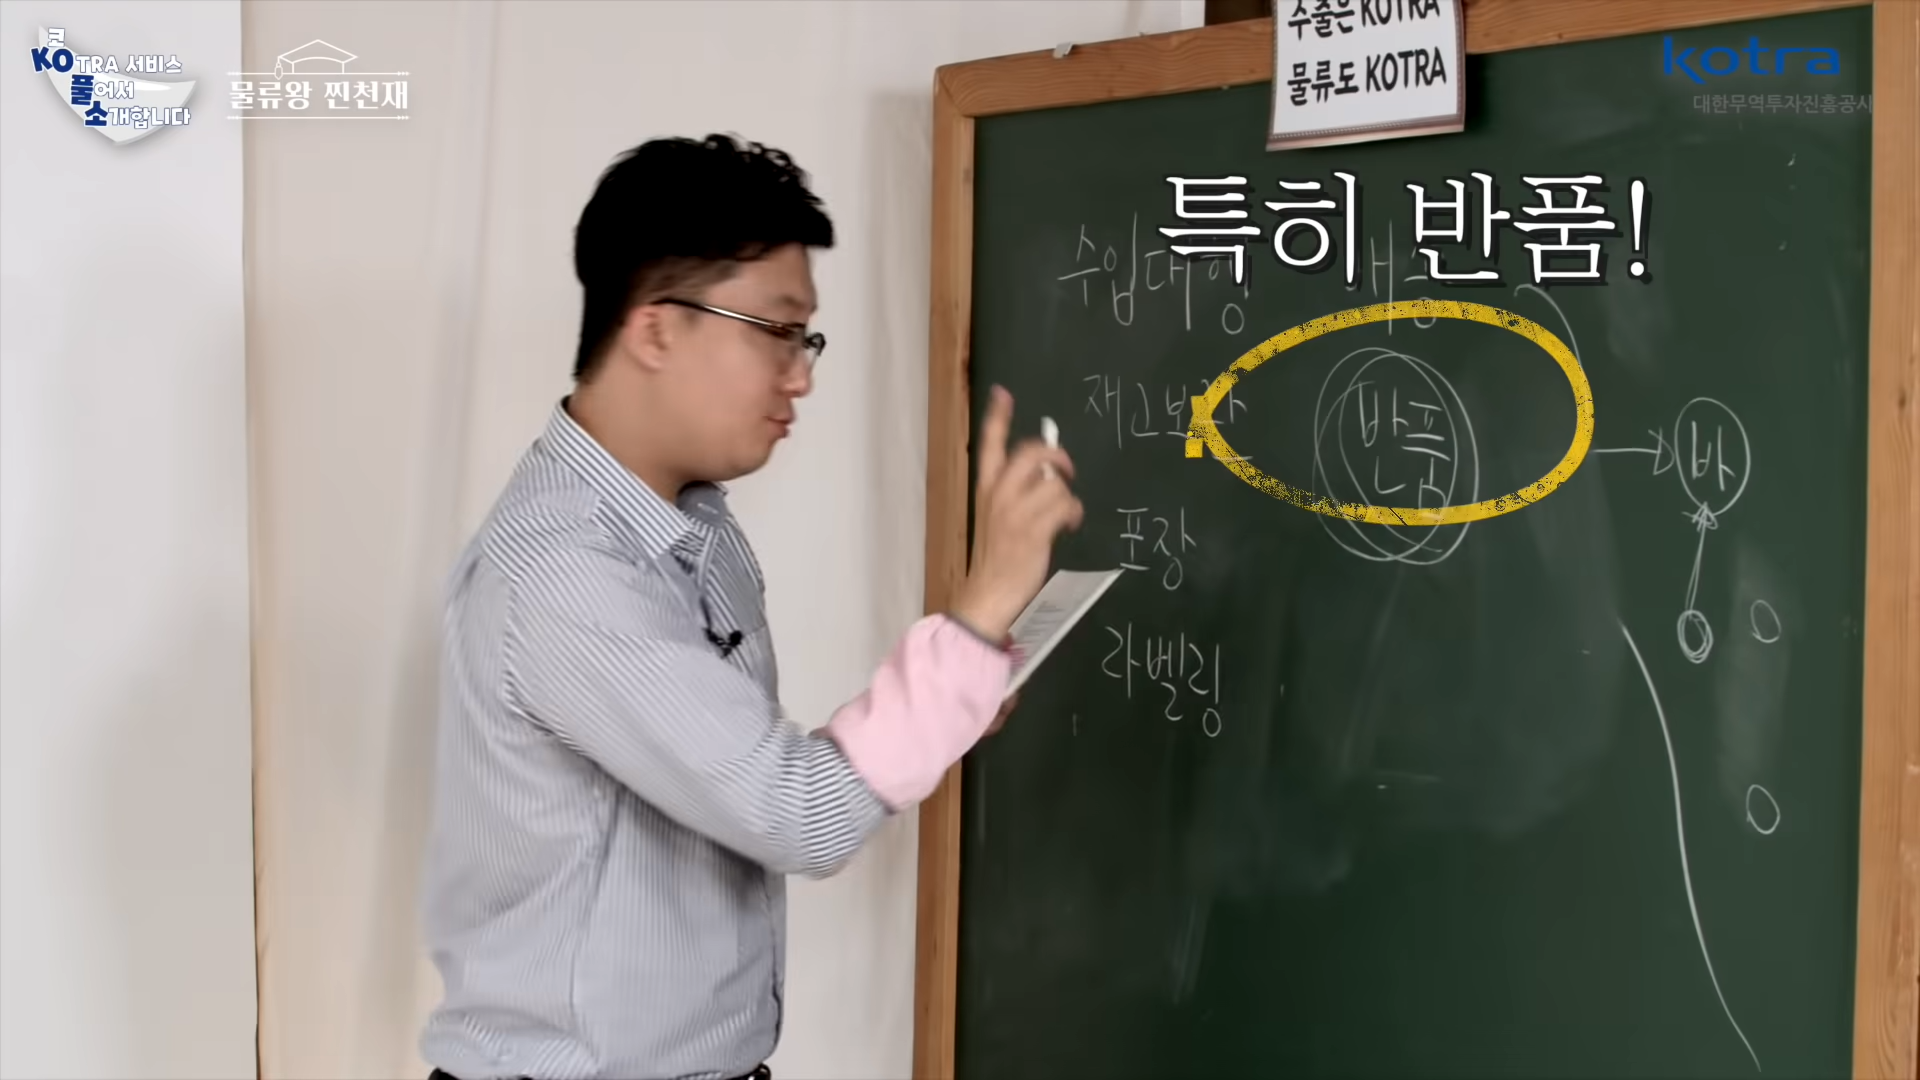 코
KOTRA 서비스
풀어서
소개합니다
물류왕 찐천재
수출은 KOTRA
물류도 KOTRA
kotra
대한무역투자진흥공사
특히 반품!
수입대행
재고보관
반품
바
포장
라벨링